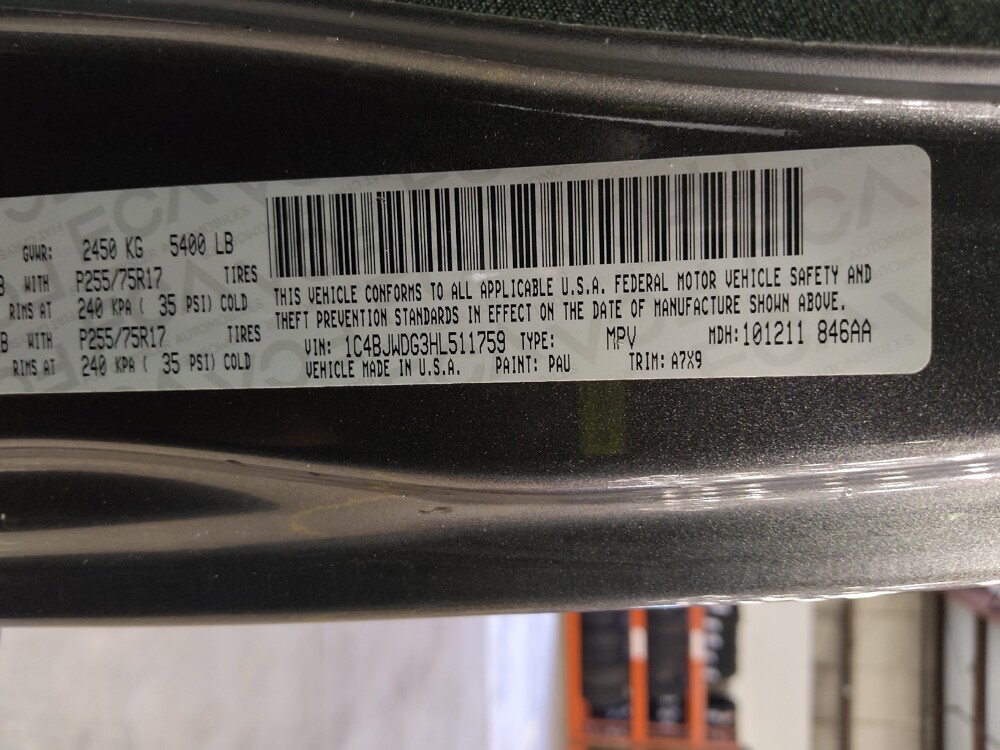 GVWR: 2450 KG 5400 LB
B WITH P255/75R17 TIRES
RIMS AT 240 KPA ( 35 PSI) COLD
B WITH P255/75R17 TIRES
RIMS AT 240 KPA ( 35 PSI) COLD
THIS VEHICLE CONFORMS TO ALL APPLICABLE U.S.A. FEDERAL MOTOR VEHICLE SAFETY AND
THEFT PREVENTION STANDARDS IN EFFECT ON THE DATE OF MANUFACTURE SHOWN ABOVE.
VIN: 1C4BJWDG3HL511759 TYPE: MPV MDH:101211 846AA
VEHICLE MADE IN U.S.A. PAINT: PAU TRIM: A7X9